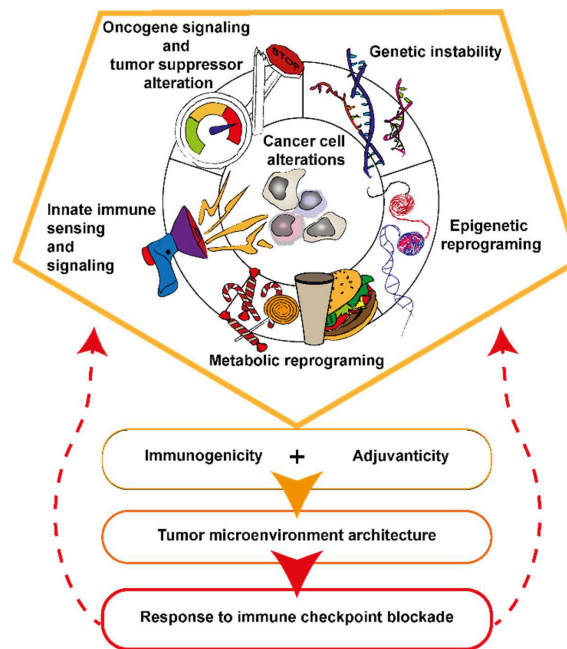 Oncogene signaling
and
tumor suppressor
alteration
STOP
Genetic instability
Cancer cell
alterations
Innate immune
sensing
and
signaling
Epigenetic
reprograming
Metabolic reprograming
Immunogenicity + Adjuvanticity
Tumor microenvironment architecture
Response to immune checkpoint blockade